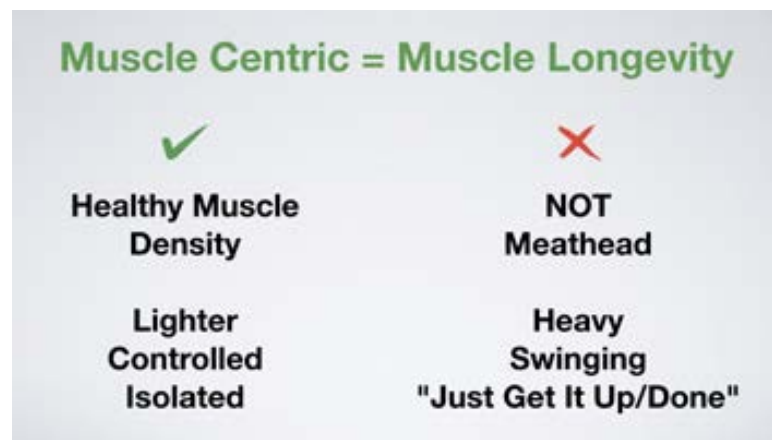 Muscle Centric = Muscle Longevity
Healthy Muscle
Density
Lighter
Controlled
Isolated
NOT
Meathead
Heavy
Swinging
"Just Get It Up/Done"